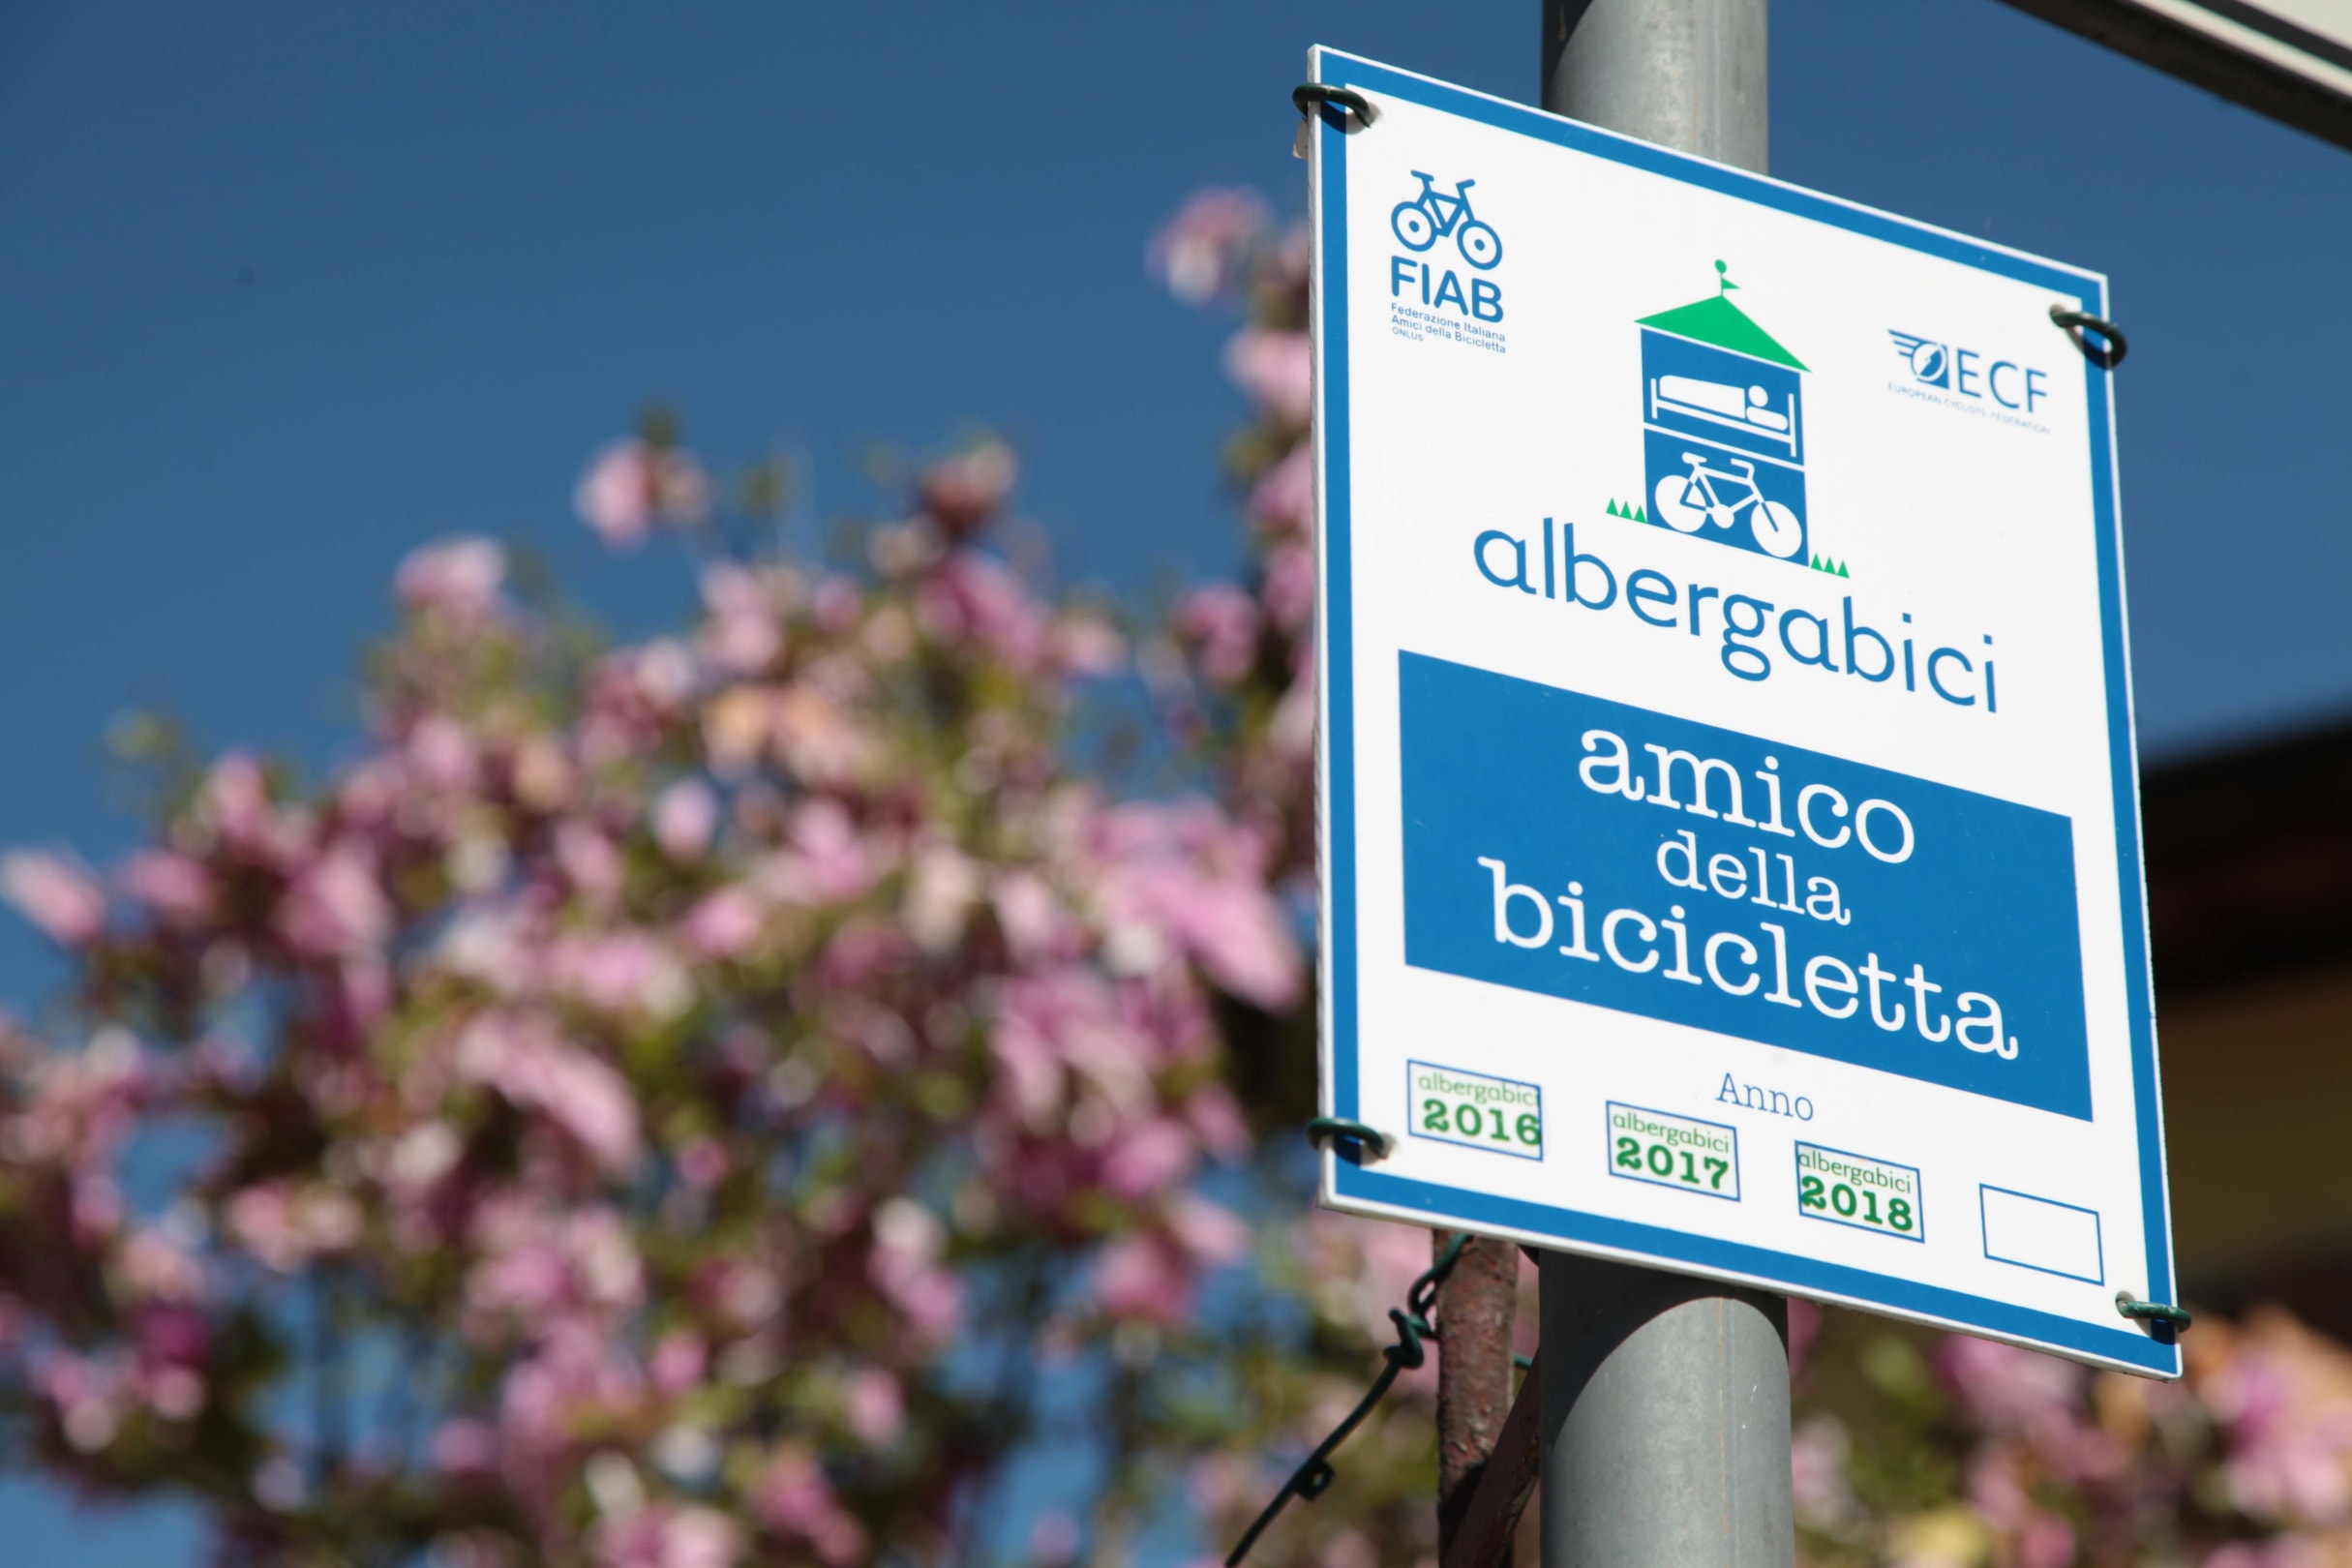 FIAB
Federazione Italiana
Amici della Bicicletta
ONLUS
ECF
EUROPEAN CYCLISTS' FEDERATION
albergabici
amico
della
bicicletta
Anno
albergabici
2016
albergabici
2017
albergabici
2018